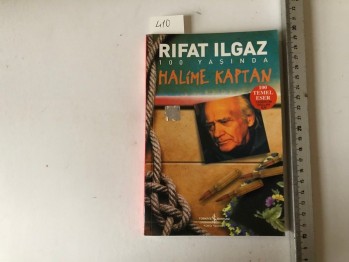 410
RIFAT ILGAZ
100 YAŞINDA
HALİME KAPTAN
100
TEMEL
ESER